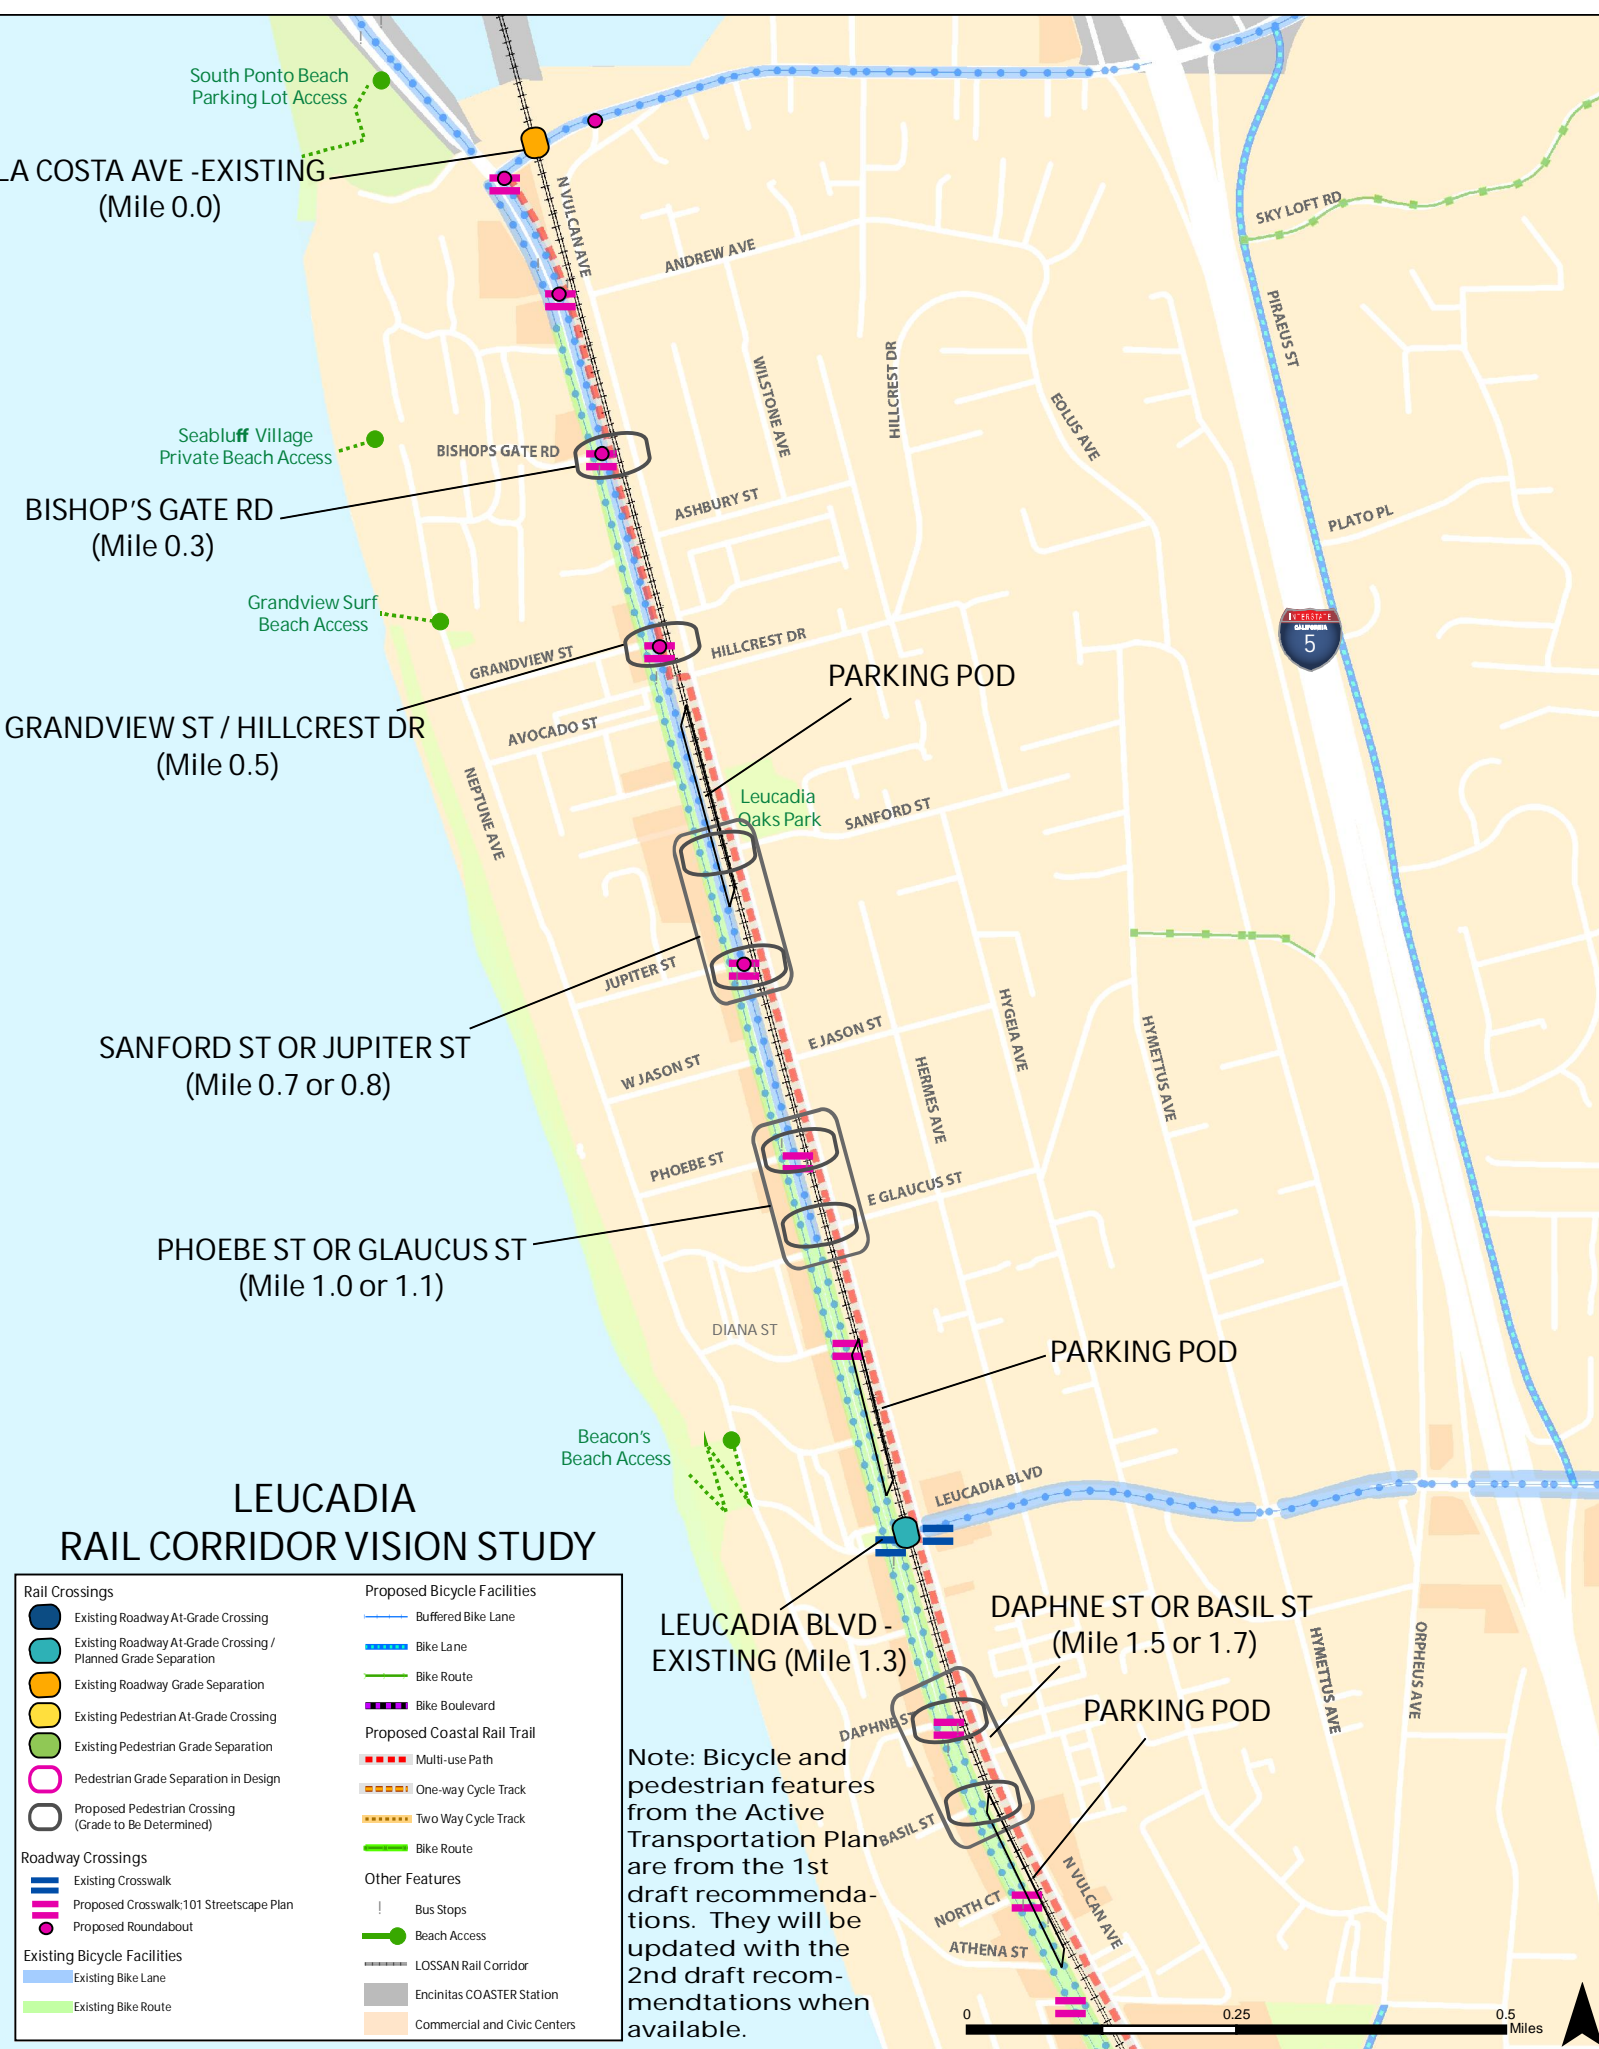 South Ponto Beach
Parking Lot Access
LA COSTA AVE -EXISTING
(Mile 0.0)
N VULCAN AVE
ANDREW AVE
SKY LOFT RD
PIRAEUS ST
WILSTONE AVE
HILLCREST DR
EOLUS AVE
Seabluff Village
Private Beach Access
BISHOPS GATE RD
BISHOP'S GATE RD
(Mile 0.3)
ASHBURY ST
PLATO PL
Grandview Surf
Beach Access
INTERSTATE
CALIFORNIA
5
GRANDVIEW ST
HILLCREST DR
PARKING POD
GRANDVIEW ST / HILLCREST DR
(Mile 0.5)
AVOCADO ST
NEPTUNE AVE
Leucadia
Oaks Park
SANFORD ST
JUPITER ST
SANFORD ST OR JUPITER ST
(Mile 0.7 or 0.8)
E JASON ST
HYGEIA AVE
HYMETTUS AVE
W JASON ST
HERMES AVE
PHOEBE ST
E GLAUCUS ST
PHOEBE ST OR GLAUCUS ST
(Mile 1.0 or 1.1)
DIANA ST
PARKING POD
Beacon's
Beach Access
LEUCADIA BLVD
LEUCADIA BLVD -
EXISTING (Mile 1.3)
DAPHNE ST OR BASIL ST
(Mile 1.5 or 1.7)
HYMETTUS AVE
ORPHEUS AVE
PARKING POD
DAPHNE ST
BASIL ST
NORTH CT
N VULCAN AVE
ATHENA ST
LEUCADIA
RAIL CORRIDOR VISION STUDY
Rail Crossings
Existing Roadway At-Grade Crossing
Existing Roadway At-Grade Crossing /
Planned Grade Separation
Existing Roadway Grade Separation
Existing Pedestrian At-Grade Crossing
Existing Pedestrian Grade Separation
Pedestrian Grade Separation in Design
Proposed Pedestrian Crossing
(Grade to Be Determined)
Roadway Crossings
Existing Crosswalk
Proposed Crosswalk;101 Streetscape Plan
Proposed Roundabout
Existing Bicycle Facilities
Existing Bike Lane
Existing Bike Route
Proposed Bicycle Facilities
Buffered Bike Lane
Bike Lane
Bike Route
Bike Boulevard
Proposed Coastal Rail Trail
Multi-use Path
One-way Cycle Track
Two Way Cycle Track
Bike Route
Other Features
Bus Stops
Beach Access
LOSSAN Rail Corridor
Encinitas COASTER Station
Commercial and Civic Centers
Note: Bicycle and
pedestrian features
from the Active
Transportation Plan
are from the 1st
draft recommenda-
tions. They will be
updated with the
2nd draft recom-
mendtations when
available.
0 0.25 0.5
Miles